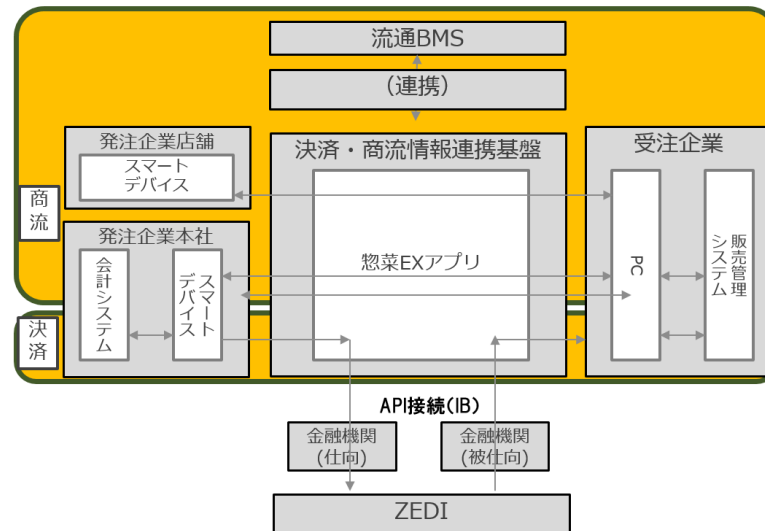 流通BMS
(連携)
発注企業店舗
スマート
デバイス
決済・商流情報連携基盤
受注企業
商
流
発注企業本社
会計システム
スマート
デバイス
惣菜EXアプリ
PC
販売管理
システム
決
済
API接続(IB)
金融機関
(仕向)
金融機関
(被仕向)
ZEDI